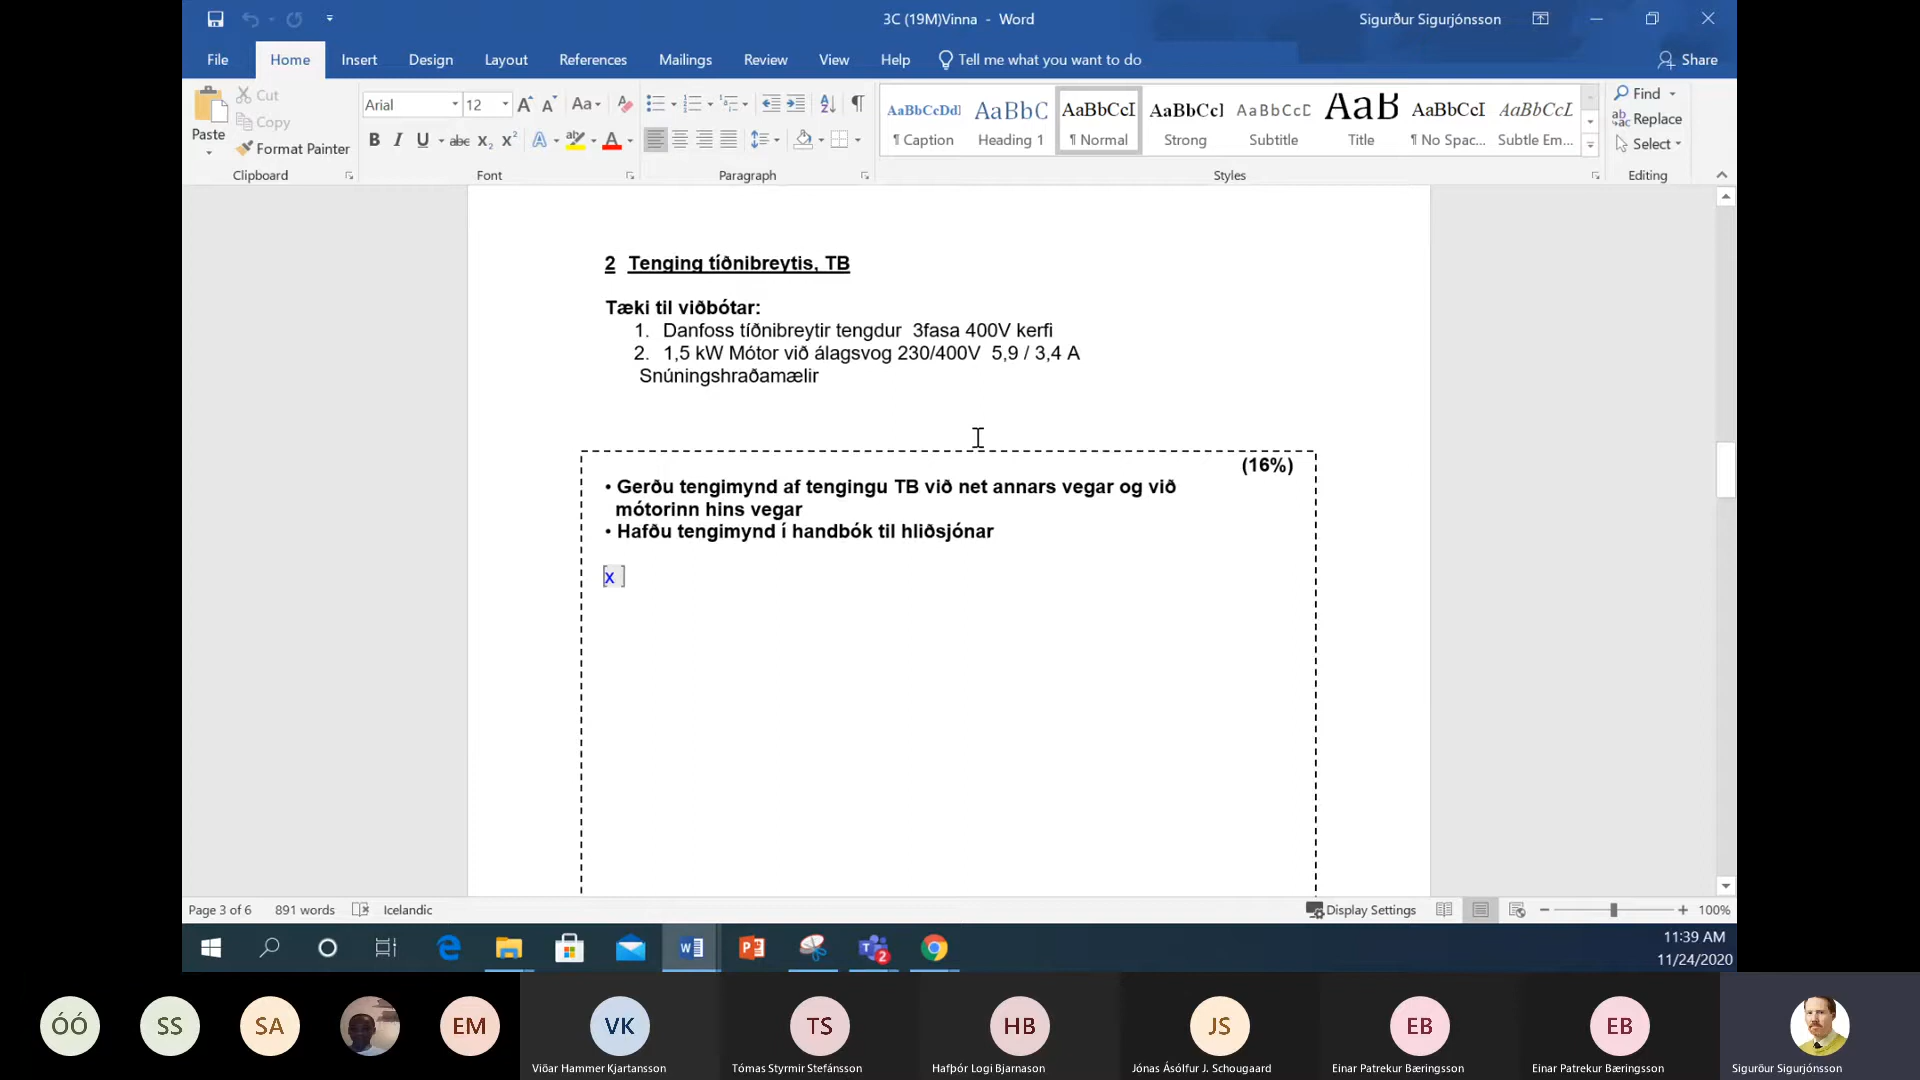 3C (19M)Vinna - Word
Sigurður Sigurjónsson
File Home Insert Design Layout References Mailings Review View Help Tell me what you want to do Share
Paste
Cut
Copy
Format Painter
Clipboard
Arial 12
Font
Paragraph
AaBbCcDdI AaBbC AaBbCcI AaBbCcI AaBbCcD AaB AaBbCcI AaBbCcL
¶ Caption Heading 1 ¶ Normal Strong Subtitle Title ¶ No Spac... Subtle Em...
Styles
Find
Replace
Select
Editing
2 Tenging tíðnibreytis, TB
Tæki til viðbótar:
1. Danfoss tíðnibreytir tengdur 3fasa 400V kerfi
2. 1,5 kW Mótor við álagsvog 230/400V 5,9 / 3,4 A
Snúningshraðamælir
(16%)
• Gerðu tengimynd af tengingu TB við net annars vegar og við
mótorinn hins vegar
• Hafðu tengimynd í handbók til hliðsjónar
[x ]
Page 3 of 6 891 words Icelandic Display Settings 100%
11:39 AM
11/24/2020
ÓÓ SS SA EM VK TS HB JS EB EB
Viðar Hammer Kjartansson Tómas Styrmir Stefánsson Hafþór Logi Bjarnason Jónas Ásólfur J. Schougaard Einar Patrekur Bæringsson Einar Patrekur Bæringsson Sigurður Sigurjónsson